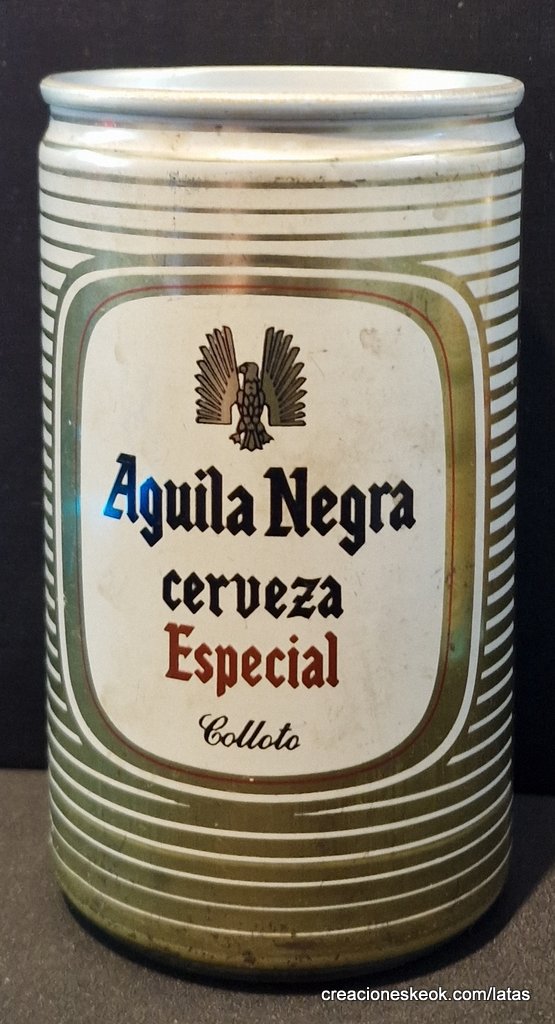 Aguila Negra
cerveza
Especial
Colloto
creacioneskeok.com/latas